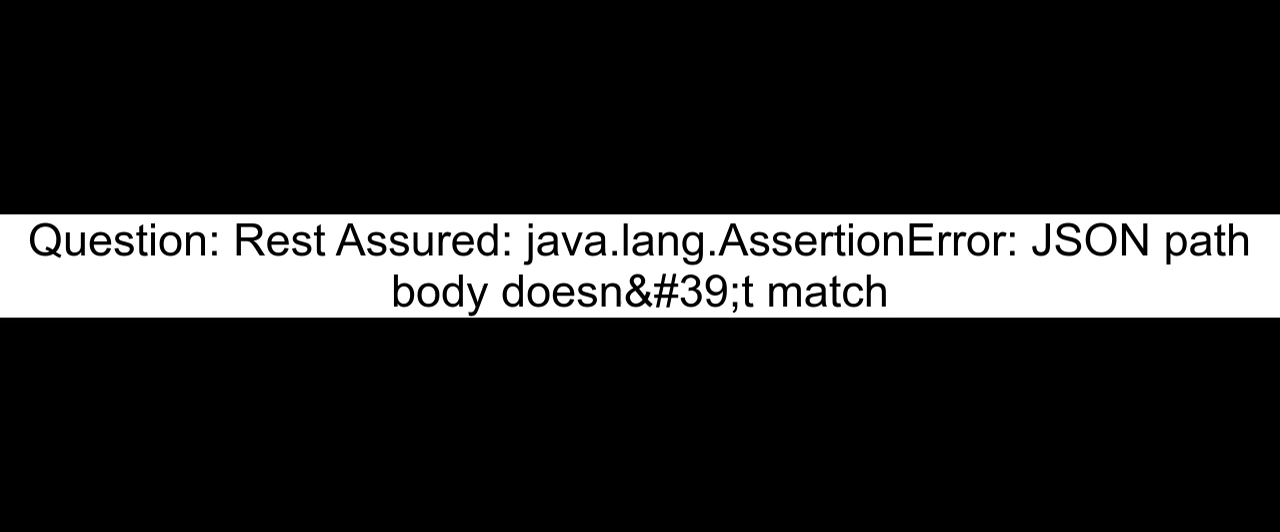 Question: Rest Assured: java.lang.AssertionError: JSON path
body doesn&#39;t match